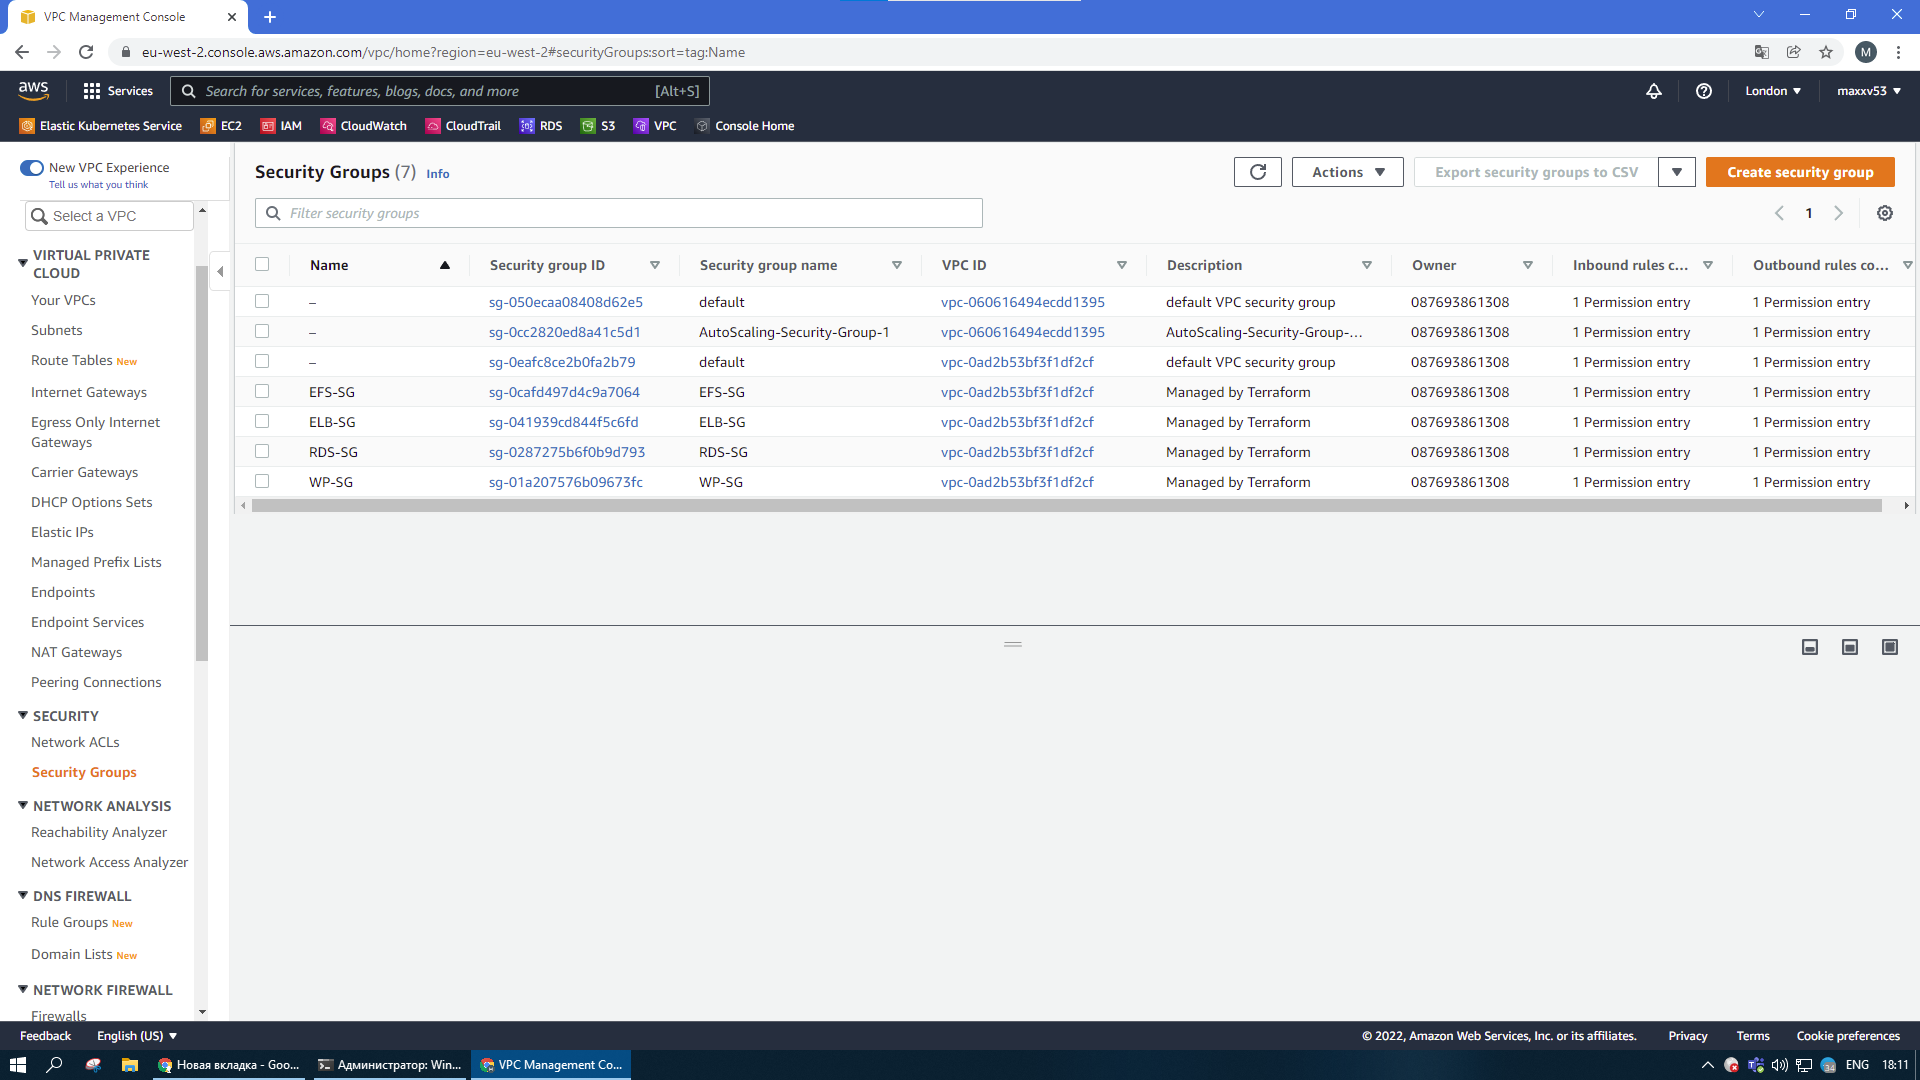 VPC Management Console
eu-west-2.console.aws.amazon.com/vpc/home?region=eu-west-2#securityGroups:sort=tag:Name
M
aws
Services
Search for services, features, blogs, docs, and more [Alt+S]
London
maxxv53
Elastic Kubernetes Service EC2 IAM CloudWatch CloudTrail RDS S3 VPC Console Home
New VPC Experience
Tell us what you think
Select a VPC
VIRTUAL PRIVATE
CLOUD
Your VPCs
Subnets
Route Tables New
Internet Gateways
Egress Only Internet
Gateways
Carrier Gateways
DHCP Options Sets
Elastic IPs
Managed Prefix Lists
Endpoints
Endpoint Services
NAT Gateways
Peering Connections
SECURITY
Network ACLs
Security Groups
NETWORK ANALYSIS
Reachability Analyzer
Network Access Analyzer
DNS FIREWALL
Rule Groups New
Domain Lists New
NETWORK FIREWALL
Firewalls
Security Groups (7) Info
Actions
Export security groups to CSV
Create security group
Filter security groups
1
Name Security group ID Security group name VPC ID Description Owner Inbound rules c... Outbound rules co...
– sg-050ecaa08408d62e5 default vpc-060616494ecdd1395 default VPC security group 087693861308 1 Permission entry 1 Permission entry
– sg-0cc2820ed8a41c5d1 AutoScaling-Security-Group-1 vpc-060616494ecdd1395 AutoScaling-Security-Group-... 087693861308 1 Permission entry 1 Permission entry
– sg-0eafc8ce2b0fa2b79 default vpc-0ad2b53bf3f1df2cf default VPC security group 087693861308 1 Permission entry 1 Permission entry
EFS-SG sg-0cafd497d4c9a7064 EFS-SG vpc-0ad2b53bf3f1df2cf Managed by Terraform 087693861308 1 Permission entry 1 Permission entry
ELB-SG sg-041939cd844f5c6fd ELB-SG vpc-0ad2b53bf3f1df2cf Managed by Terraform 087693861308 1 Permission entry 1 Permission entry
RDS-SG sg-0287275b6f0b9d793 RDS-SG vpc-0ad2b53bf3f1df2cf Managed by Terraform 087693861308 1 Permission entry 1 Permission entry
WP-SG sg-01a207576b09673fc WP-SG vpc-0ad2b53bf3f1df2cf Managed by Terraform 087693861308 1 Permission entry 1 Permission entry
Feedback English (US)
© 2022, Amazon Web Services, Inc. or its affiliates. Privacy Terms Cookie preferences
Новая вкладка - Goo...
Администратор: Win...
VPC Management Co...
34
ENG
18:11